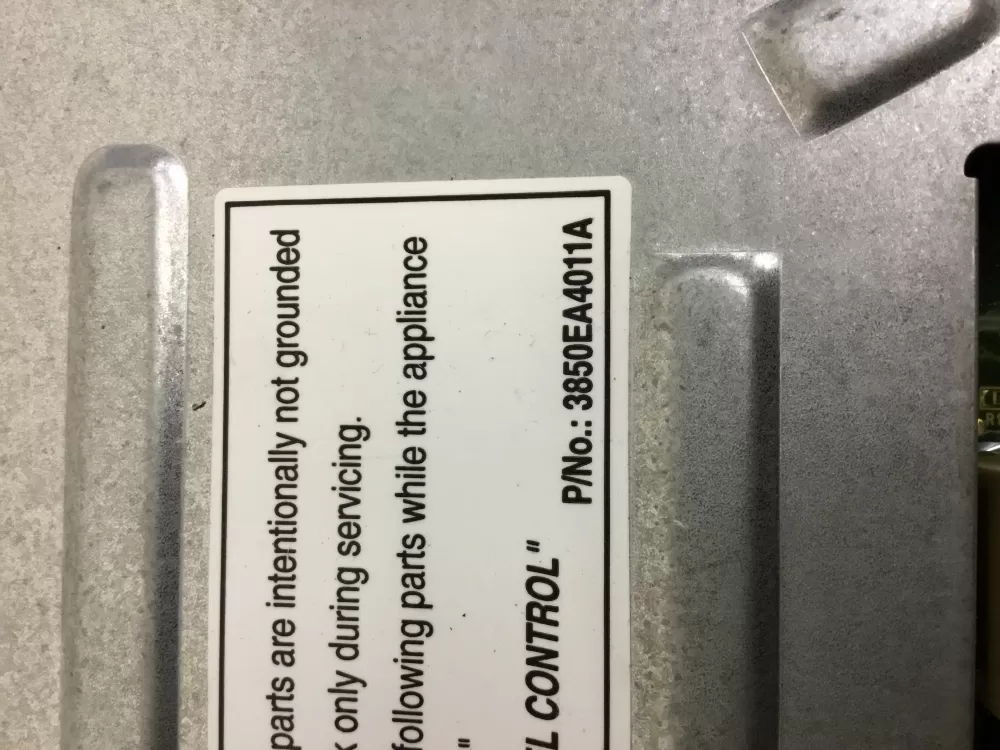 parts are intentionally not grounded
only during servicing.
following parts while the appliance
"
CONTROL"
P/No.: 3850EA4011A